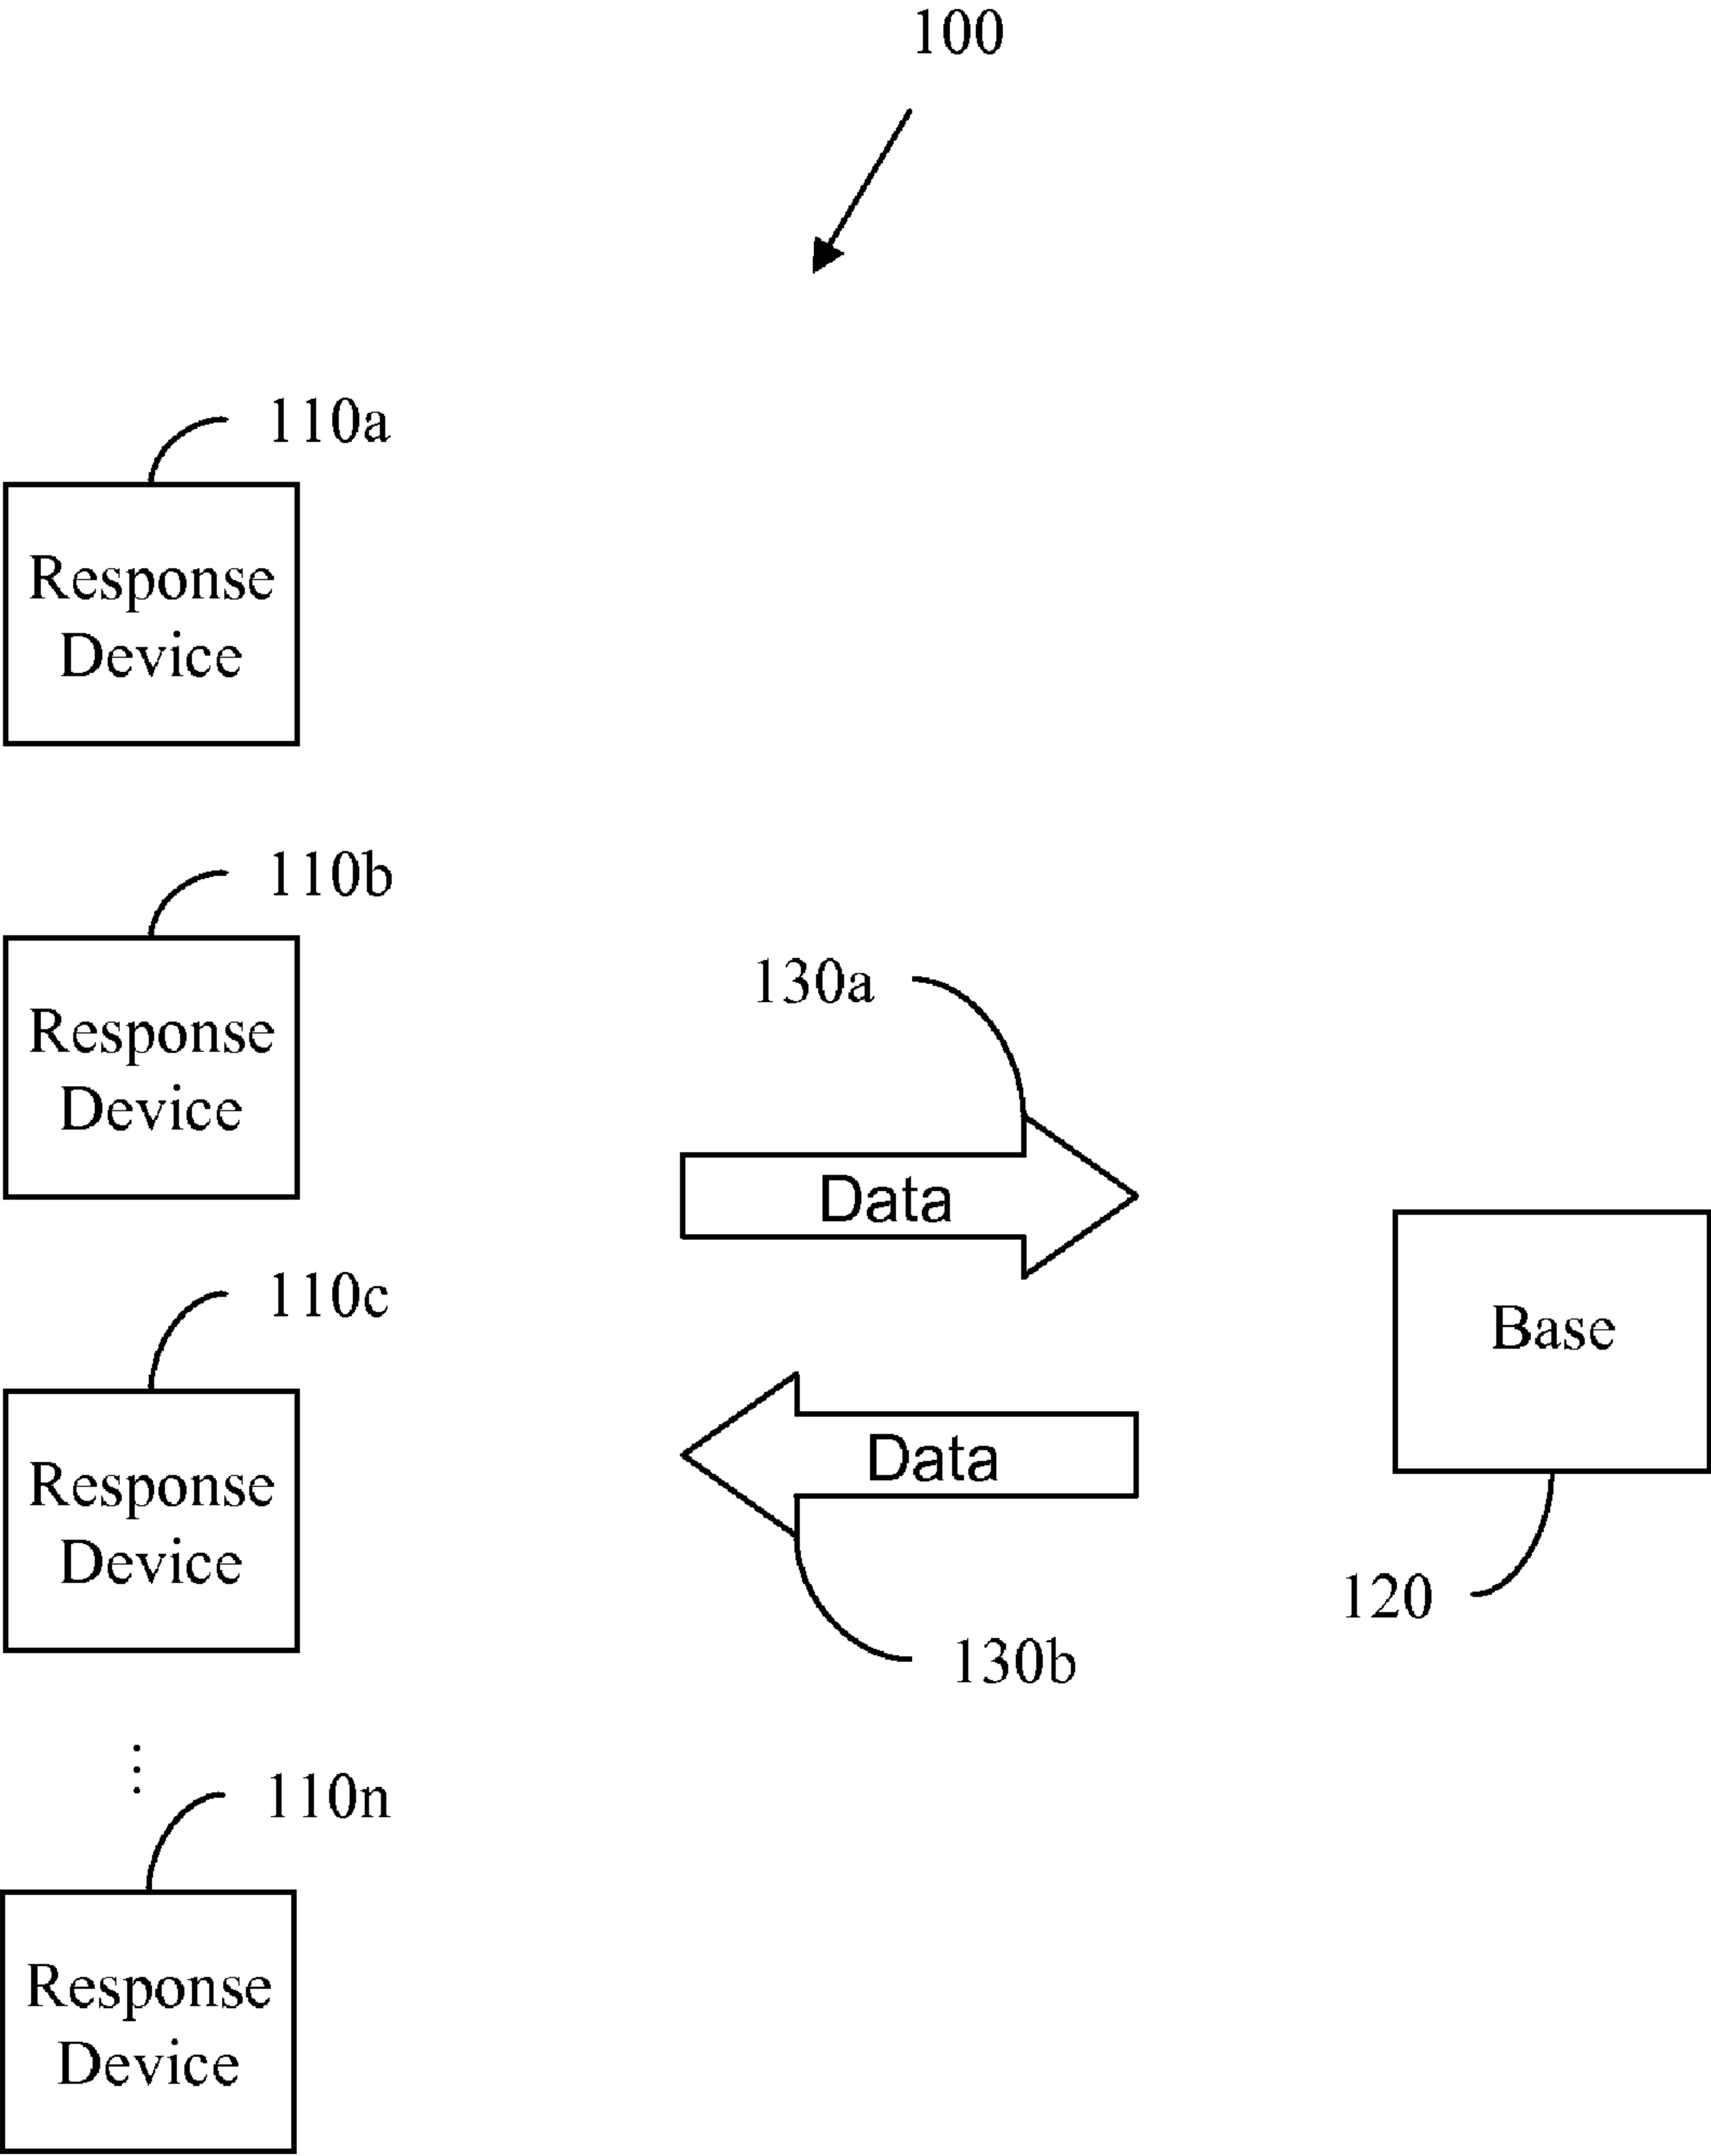 100
110a
Response
Device
110b
Response
Device
130a
Data
110c
Base
Response
Device
Data
120
130b
110n
Response
Device